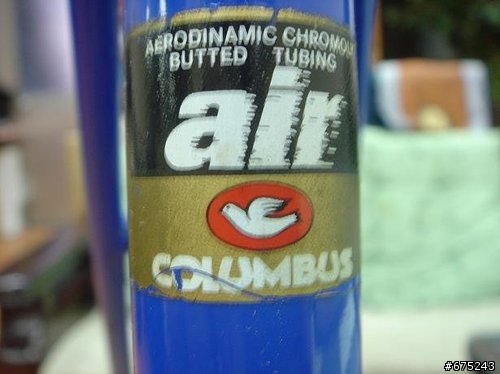 AERODINAMIC CHROMOLY
BUTTED TUBING
air
COLUMBUS
#675243